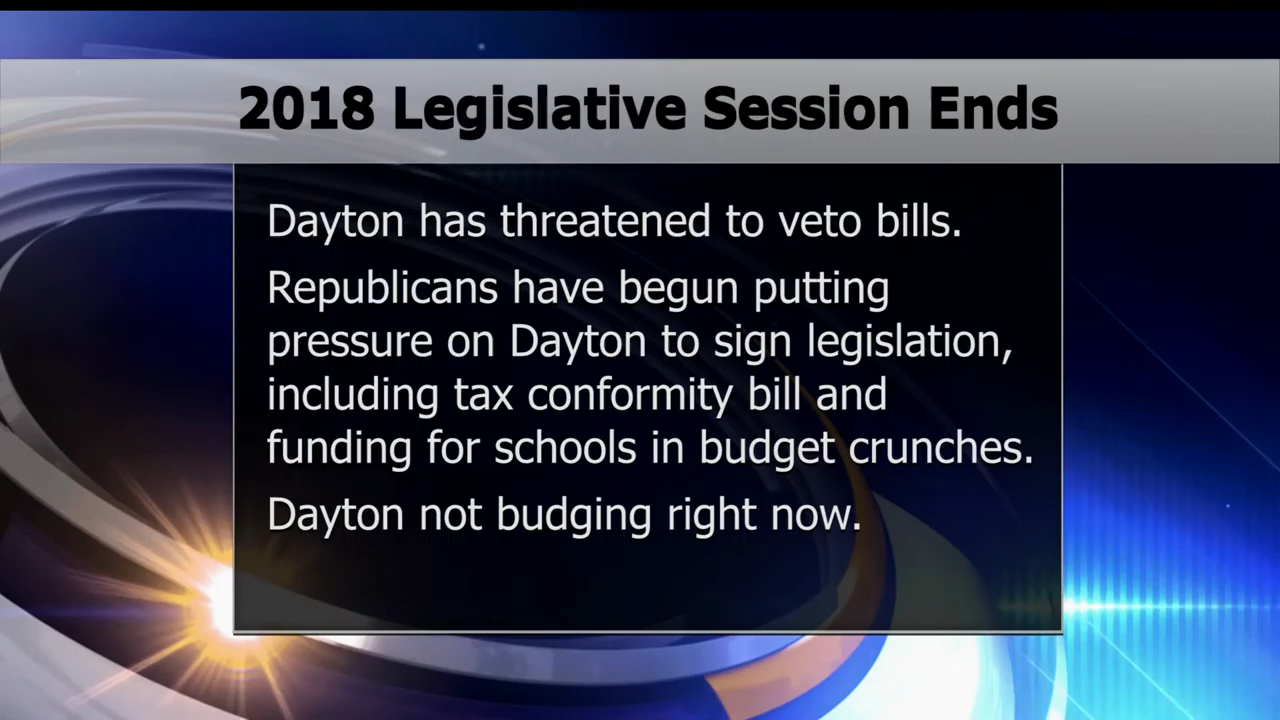 2018 Legislative Session Ends
Dayton has threatened to veto bills.
Republicans have begun putting
pressure on Dayton to sign legislation,
including tax conformity bill and
funding for schools in budget crunches.
Dayton not budging right now.